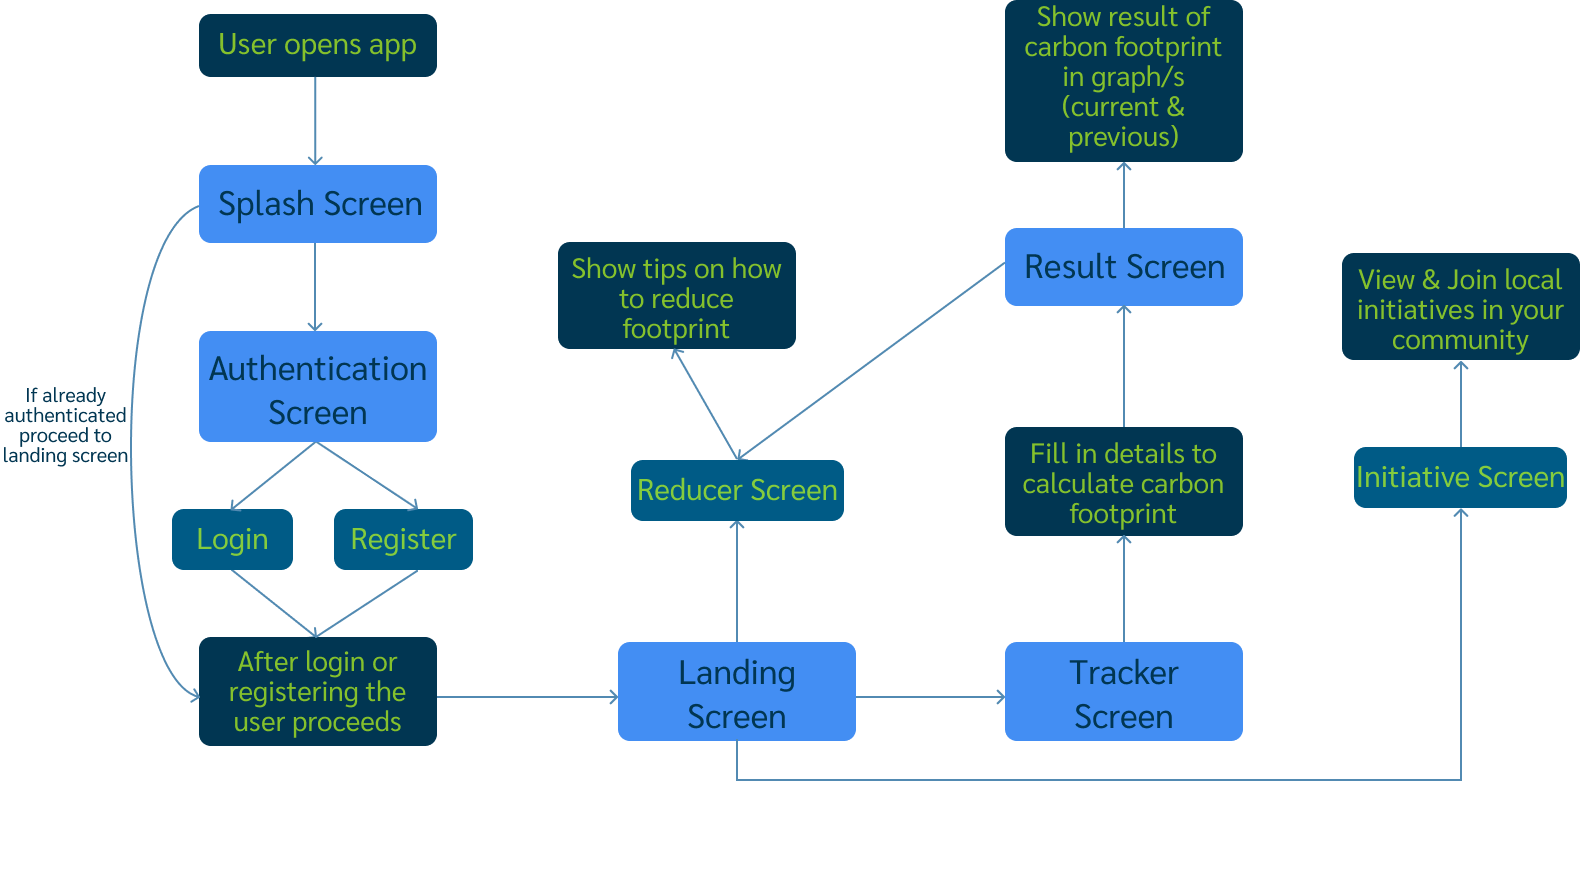 User opens app
Splash Screen
Authentication
Screen
If already
authenticated
proceed to
landing screen
Login
Register
After login or
registering the
user proceeds
Landing
Screen
Reducer Screen
Show tips on how
to reduce
footprint
Tracker
Screen
Fill in details to
calculate carbon
footprint
Result Screen
Show result of
carbon footprint
in graph/s
(current &
previous)
Initiative Screen
View & Join local
initiatives in your
community